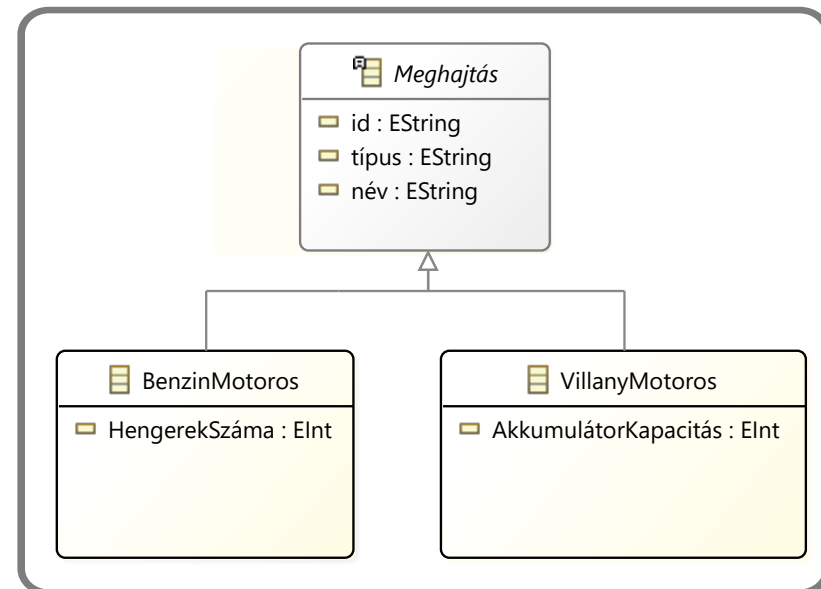 Meghajtás
id : EString
típus : EString
név : EString
BenzinMotoros
HengerekSzáma : EInt
VillanyMotoros
AkkumulátorKapacitás : EInt